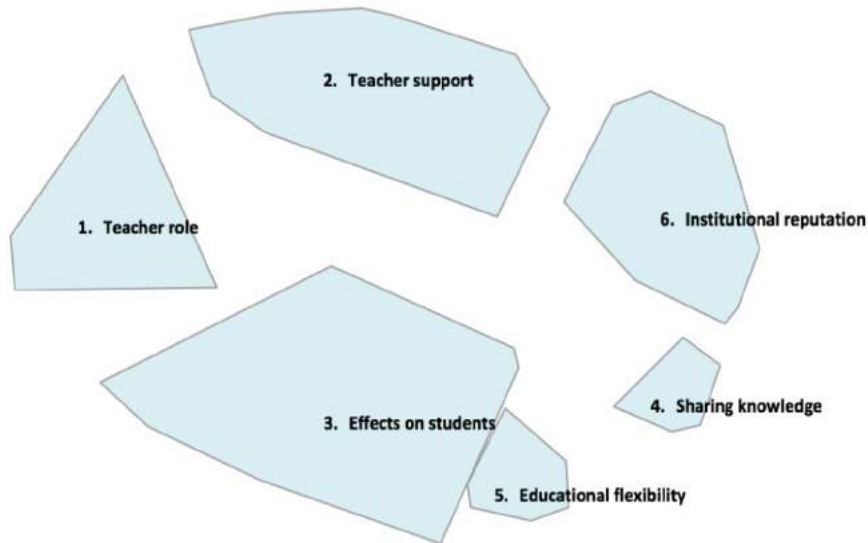 2. Teacher support
1. Teacher role
6. Institutional reputation
3. Effects on students
4. Sharing knowledge
5. Educational flexibility